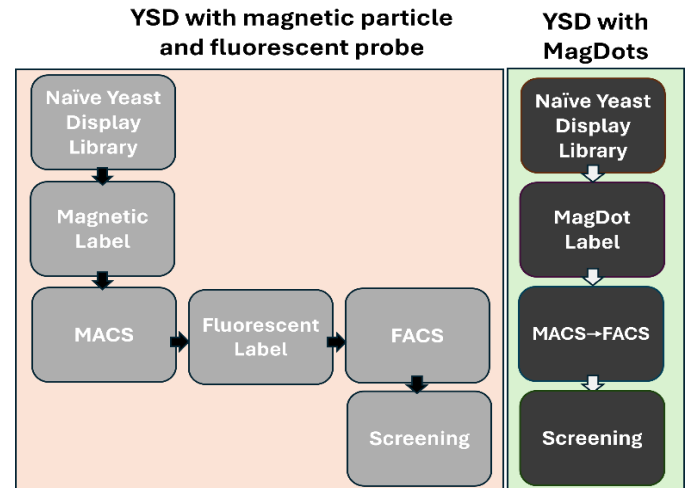 YSD with magnetic particle
and fluorescent probe
Naïve Yeast
Display
Library
Magnetic
Label
MACS
Fluorescent
Label
FACS
Screening
YSD with
MagDots
Naïve Yeast
Display
Library
MagDot
Label
MACS→FACS
Screening